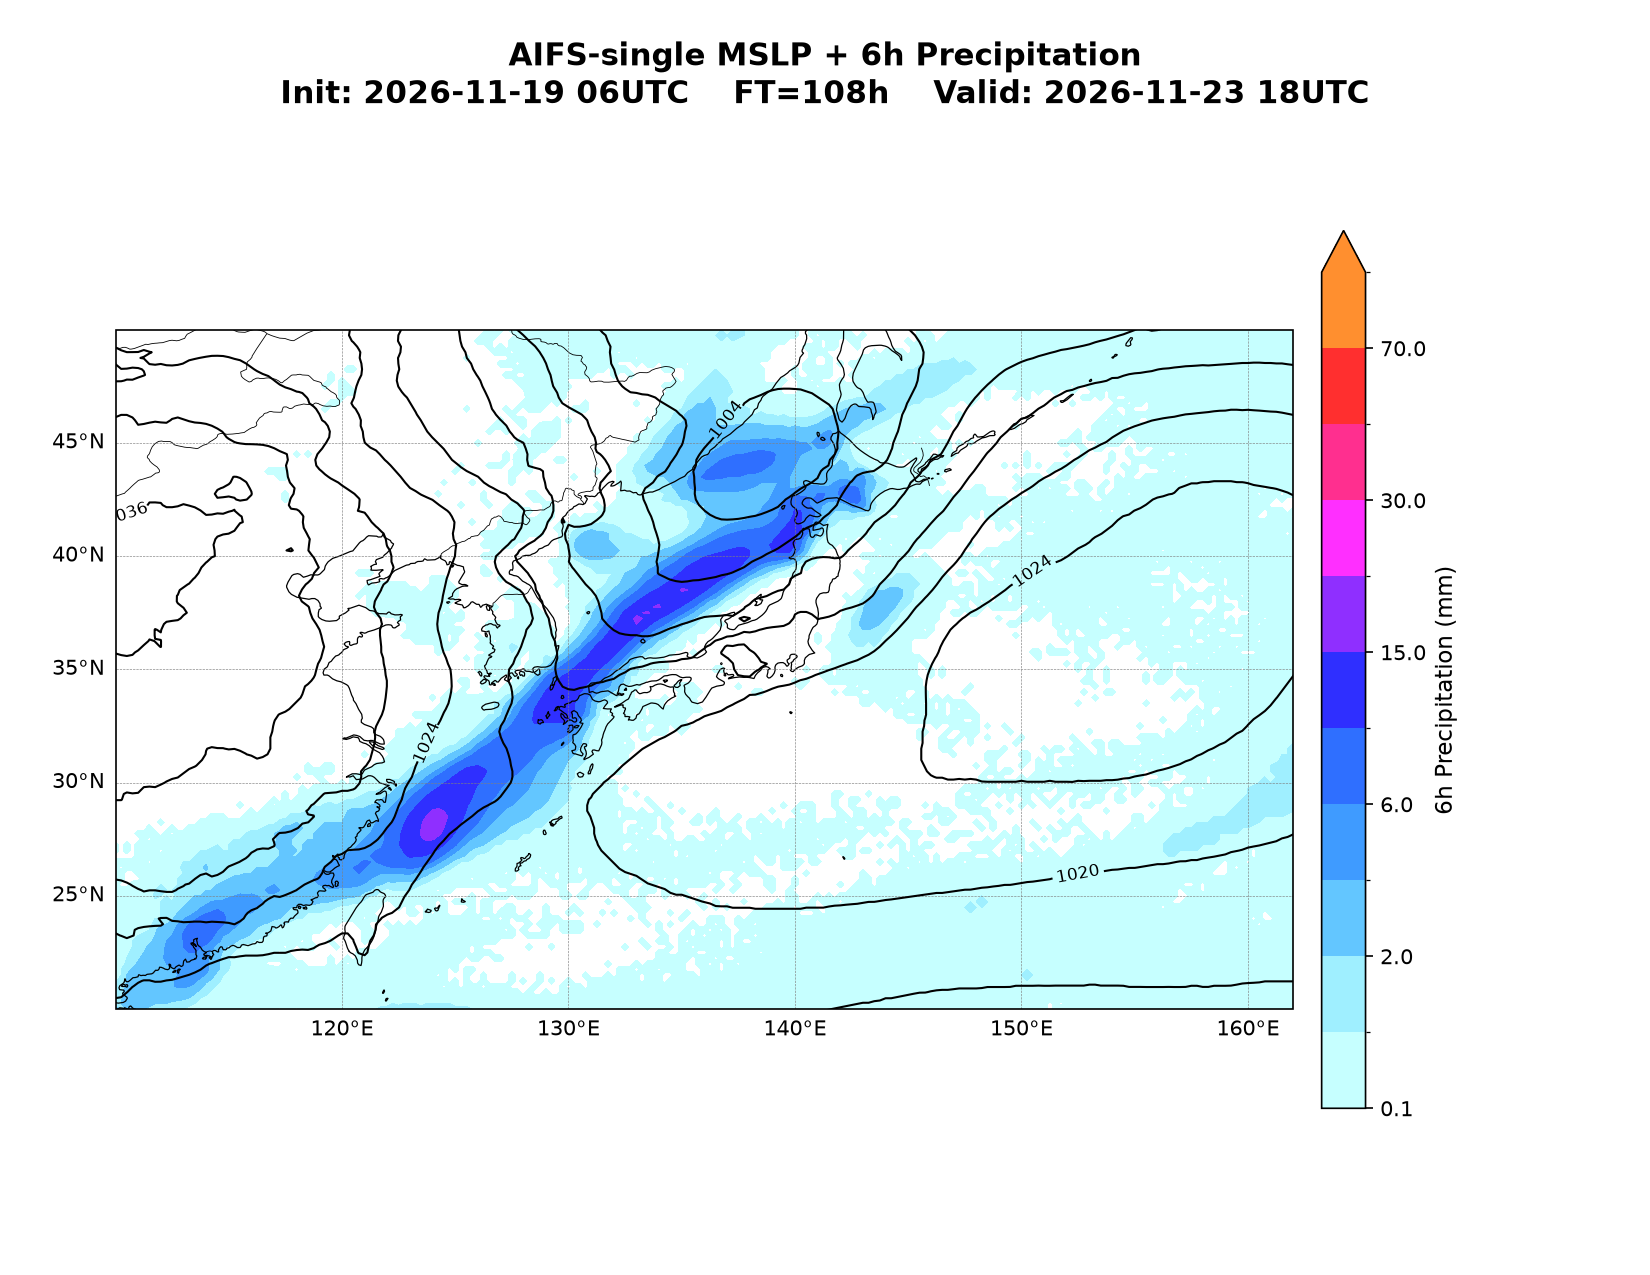 AIFS-single MSLP + 6h Precipitation
Init: 2026-11-19 06UTC    FT=108h    Valid: 2026-11-23 18UTC
70.0
30.0
15.0
6.0
2.0
0.1
6h Precipitation (mm)
45°N
40°N
35°N
30°N
25°N
120°E
130°E
140°E
150°E
160°E
1004
036
1024
1024
1020